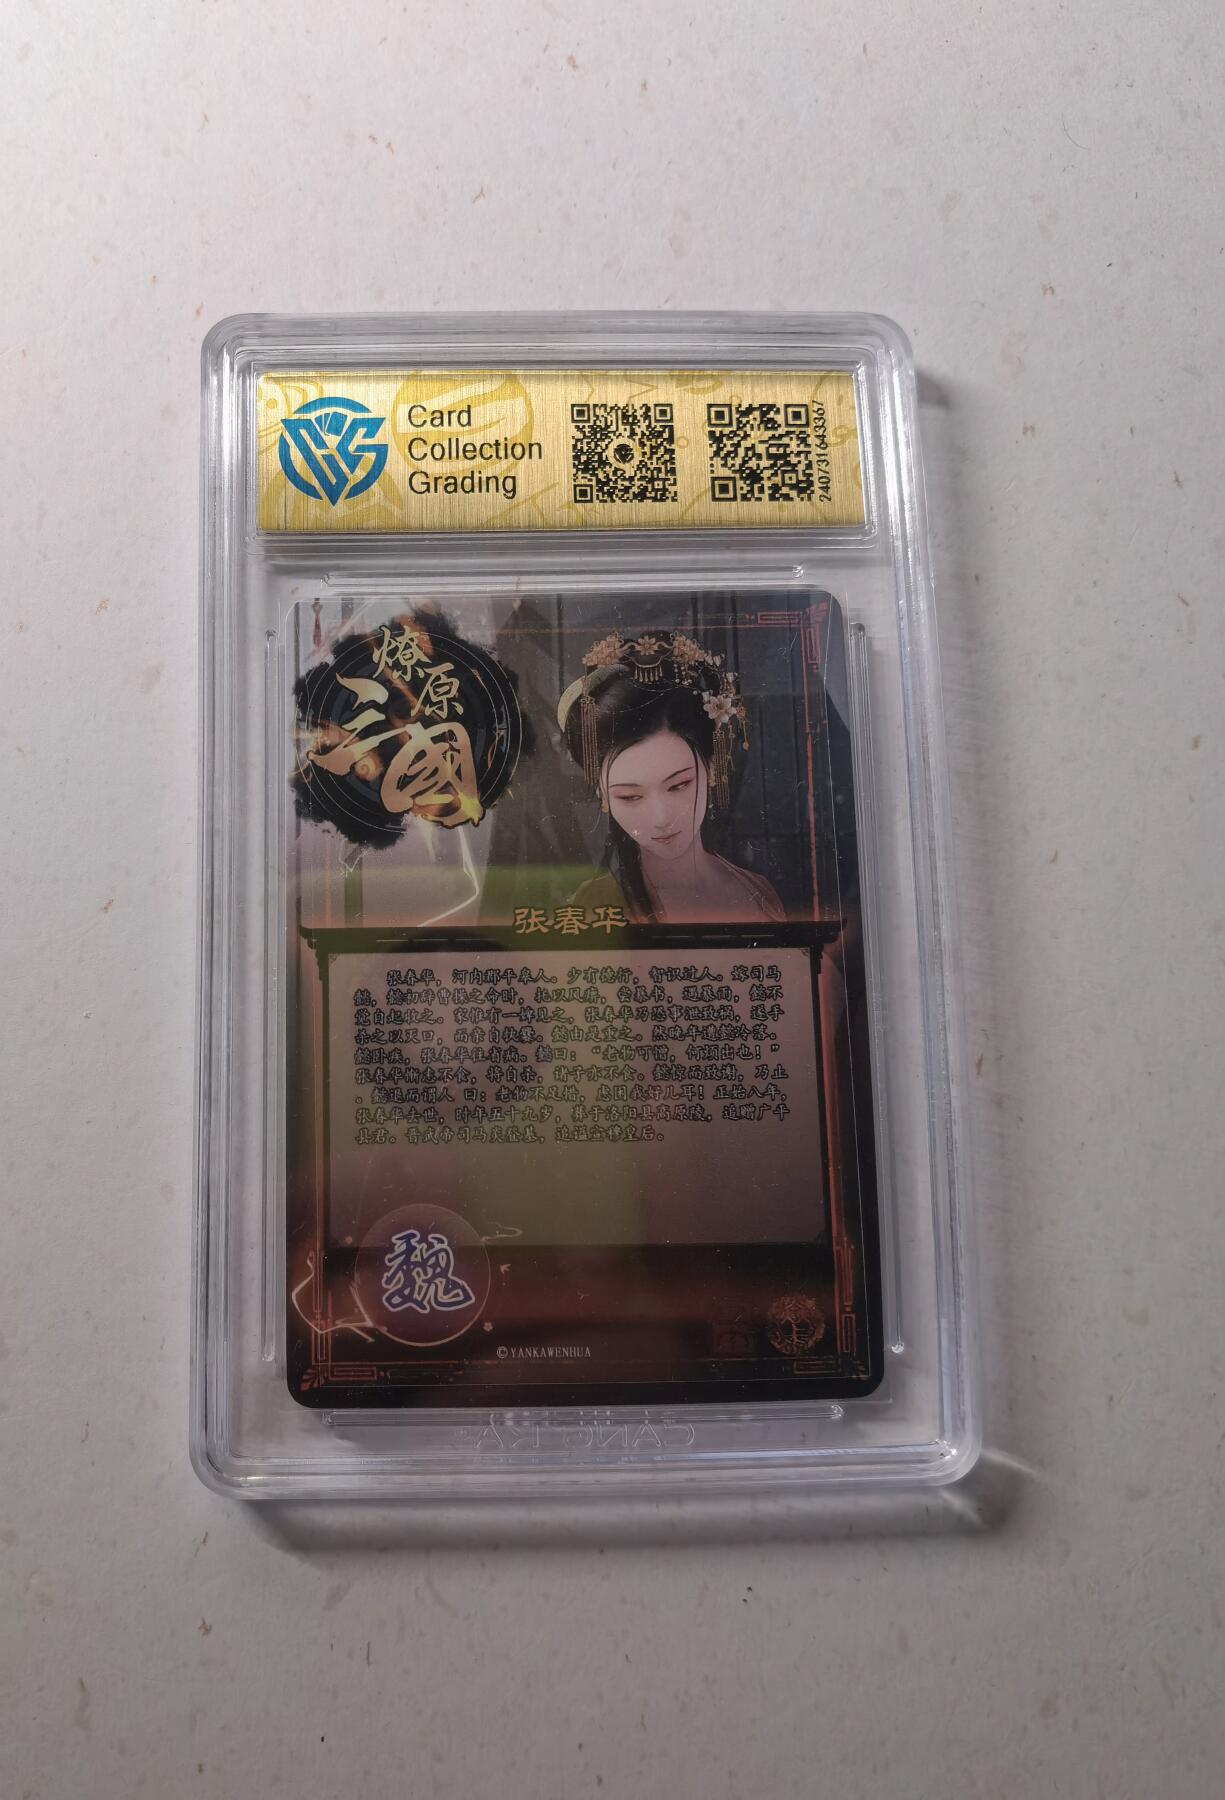 Card
Collection
Grading
240731643367
燎原
三國
张春华
张春华，河内郡平皋人。少有德行，智识过人。嫁司马
懿，懿初辞曹操之命时，托以风痹，尝暴书，遇暴雨，懿不
觉自起收之。家惟有一婢见之，张春华乃恐事泄致祸，遂手
杀之以灭口，而亲自执爨。懿由是重之。然晚年遭懿冷落。
懿卧疾，张春华往省病。懿曰：“老物可憎，何烦出也！”
张春华惭恚不食，将自杀，诸子亦不食。懿惊而致谢，乃止
。懿退而谓人 曰：老物不足惜，虑困我好儿耳！正始八年，
张春华去世，时年五十九岁，葬于洛阳县高原陵，追赠广平
县君。晋武帝司马炎登基，追谥宣穆皇后。
魏
©YANKAWENHUA